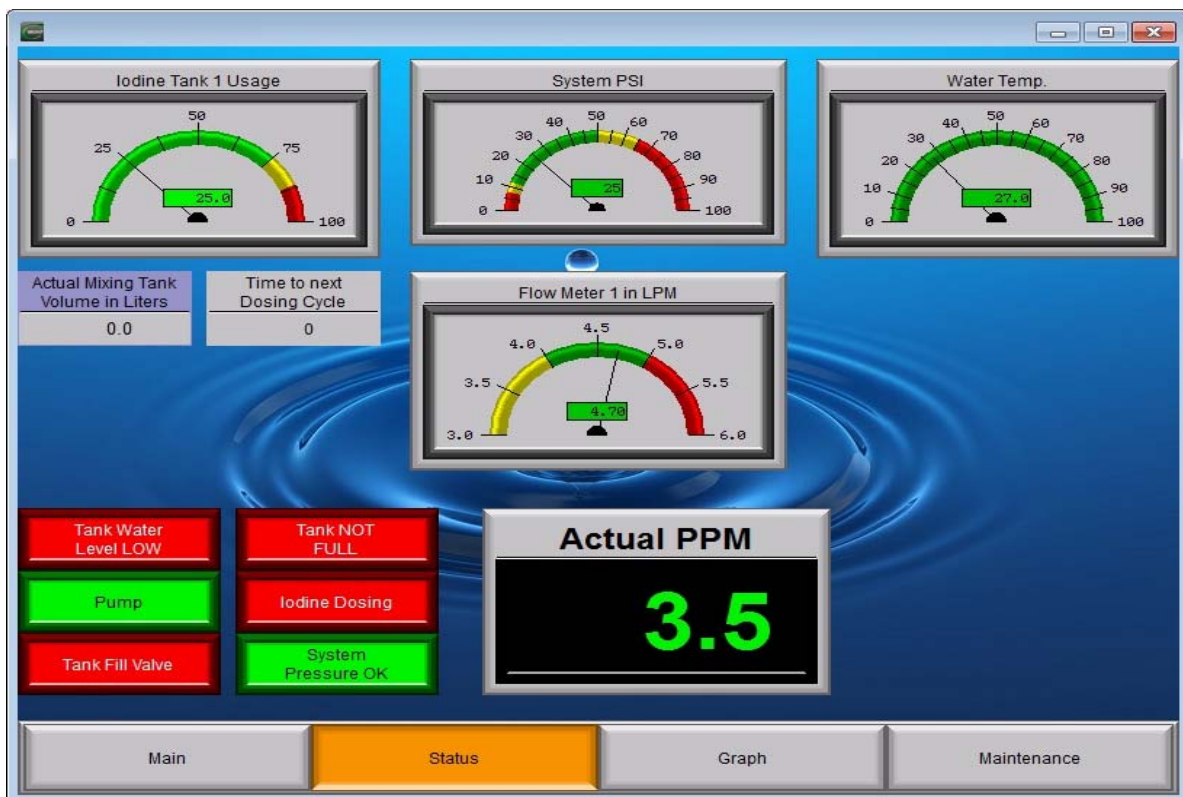 Iodine Tank 1 Usage
0
25
50
75
100
25.0
System PSI
0
10
20
30
40
50
60
70
80
90
100
25
Water Temp.
0
10
20
30
40
50
60
70
80
90
100
27.0
Actual Mixing Tank
Volume in Liters
0.0
Time to next
Dosing Cycle
0
Flow Meter 1 in LPM
3.0
3.5
4.0
4.5
5.0
5.5
6.0
4.70
Tank Water
Level LOW
Tank NOT
FULL
Pump
Iodine Dosing
Tank Fill Valve
System
Pressure OK
Actual PPM
3.5
Main
Status
Graph
Maintenance